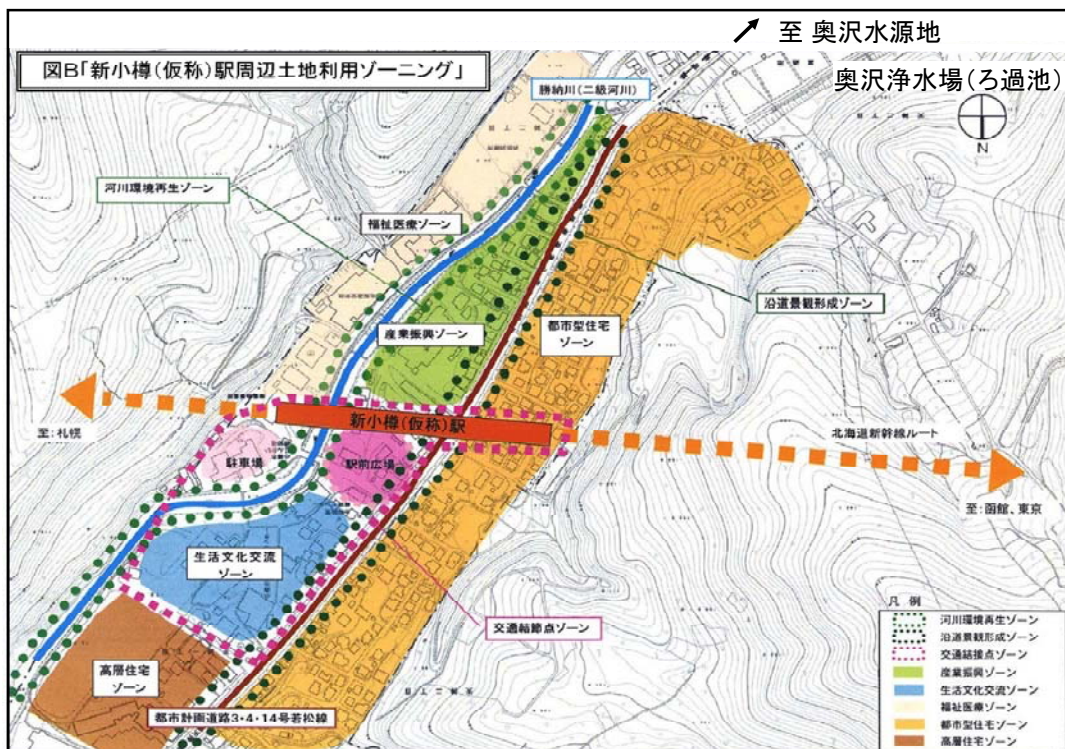 至 奥沢水源地
図B「新小樽(仮称)駅周辺土地利用ゾーニング」
奥沢浄水場(ろ過池)
勝納川(二級河川)
N
河川環境再生ゾーン
福祉医療ゾーン
沿道景観形成ゾーン
産業振興ゾーン
都市型住宅
ゾーン
新小樽(仮称)駅
至:札幌
北海道新幹線ルート
駐車場
駅前広場
至:函館、東京
生活文化交流
ゾーン
交通結節点ゾーン
高層住宅
ゾーン
都市計画道路3・4・14号若松線
凡 例
河川環境再生ゾーン
沿道景観形成ゾーン
交通結接点ゾーン
産業振興ゾーン
生活文化交流ゾーン
福祉医療ゾーン
都市型住宅ゾーン
高層住宅ゾーン